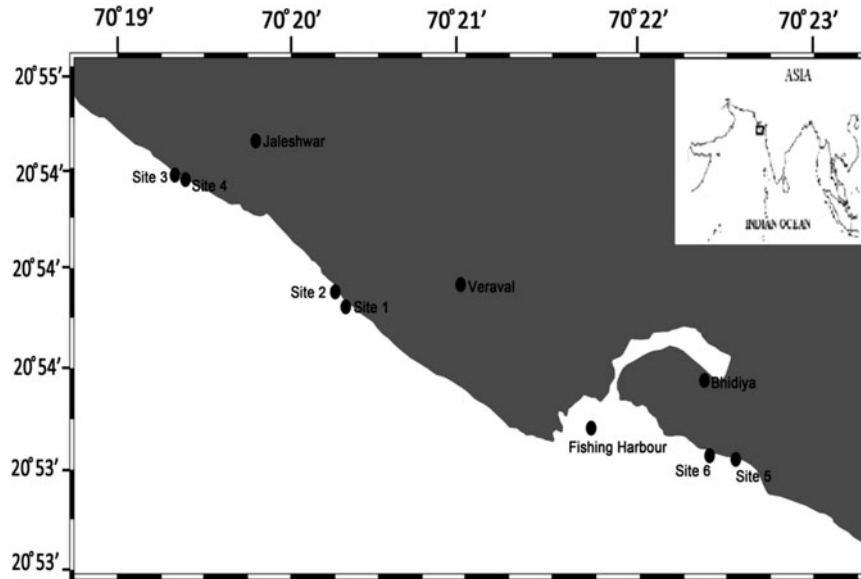 70°19′ 70°20′ 70°21′ 70°22′ 70°23′
20°55′
ASIA
Jaleshwar
20°54′
Site 3
Site 4
INDIAN OCEAN
20°54′
Site 2
Veraval
Site 1
20°54′
Bhidiya
Fishing Harbour
20°53′
Site 6
Site 5
20°53′